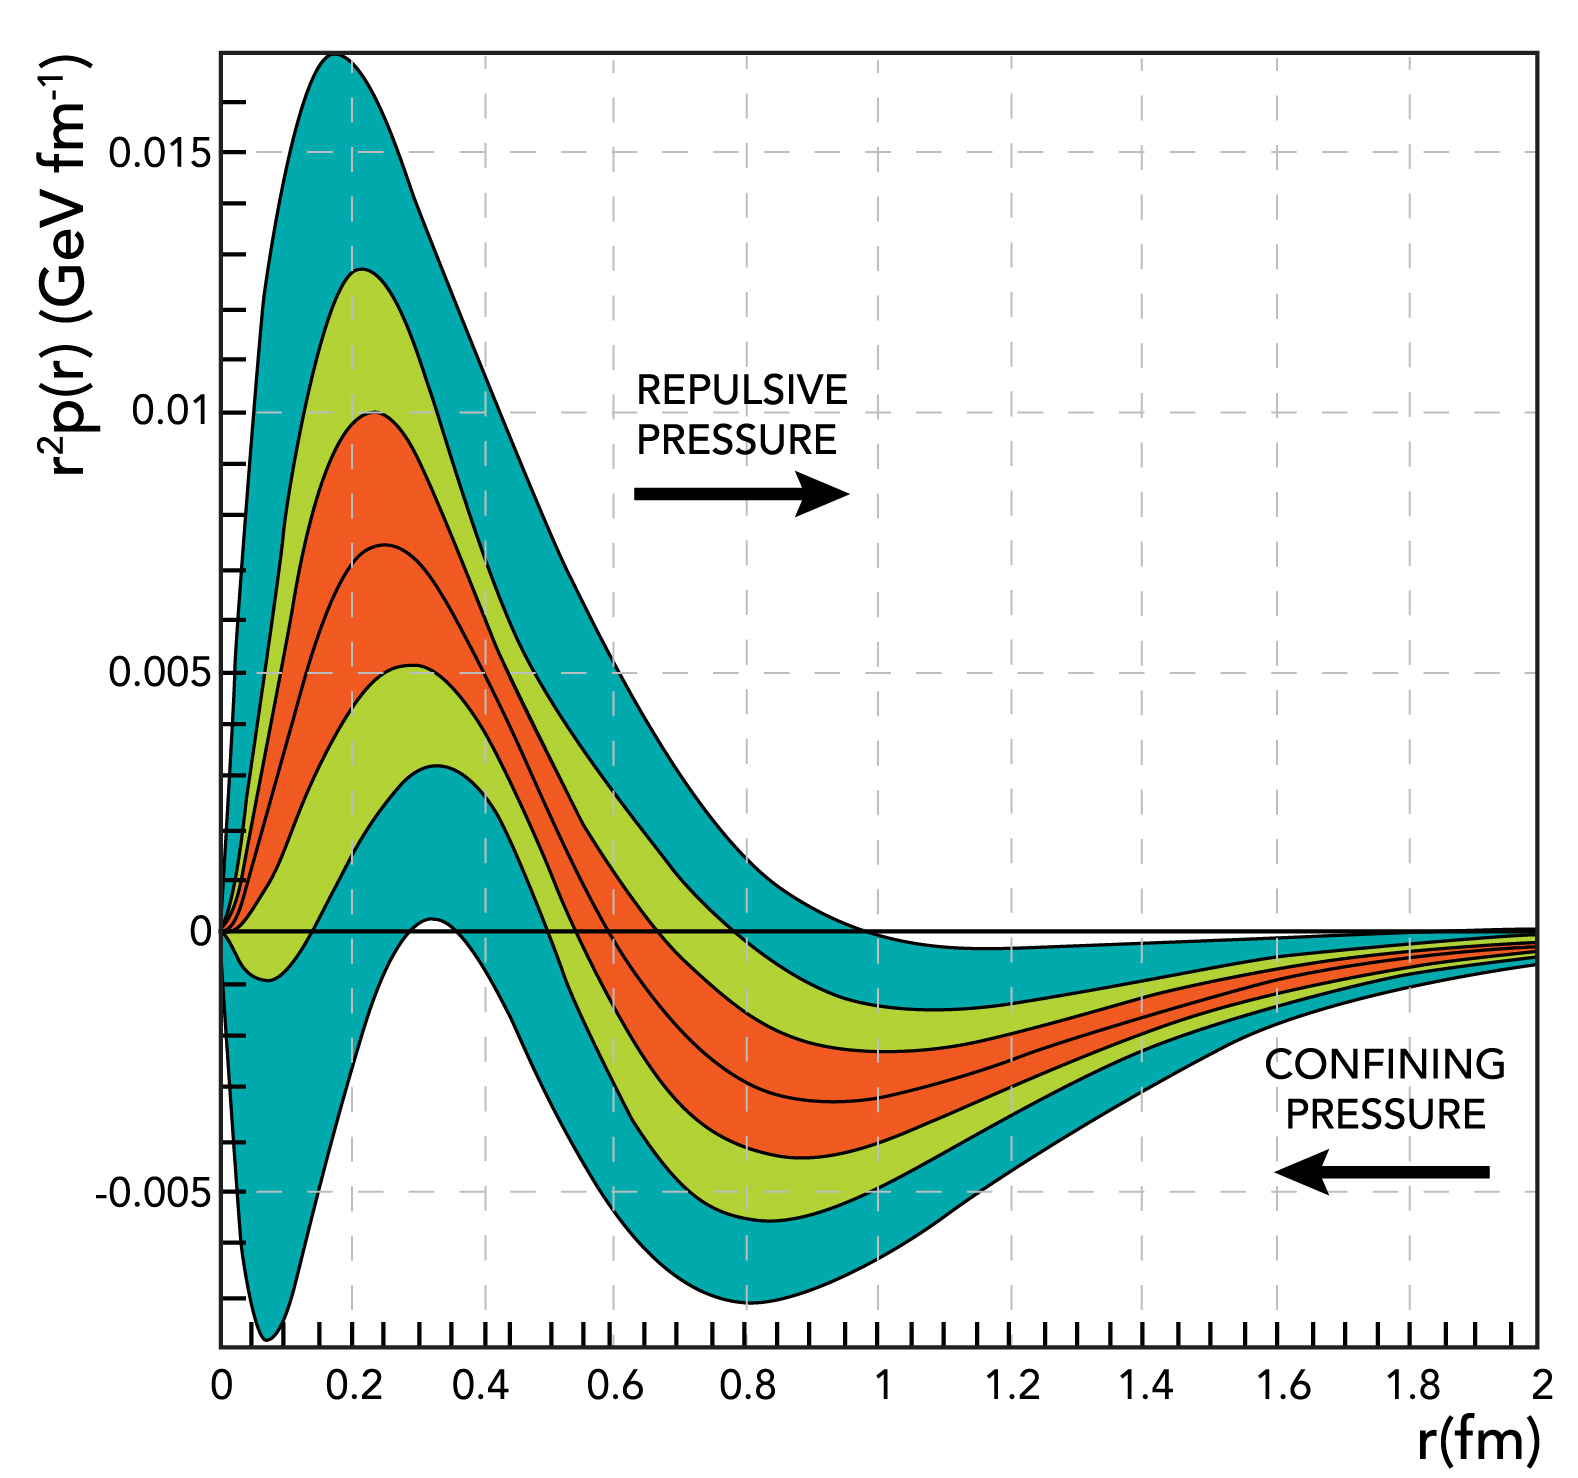 r²p(r) (GeV fm⁻¹)
0.015
0.01
0.005
0
-0.005
REPULSIVE
PRESSURE
CONFINING
PRESSURE
0 0.2 0.4 0.6 0.8 1 1.2 1.4 1.6 1.8 2
r(fm)